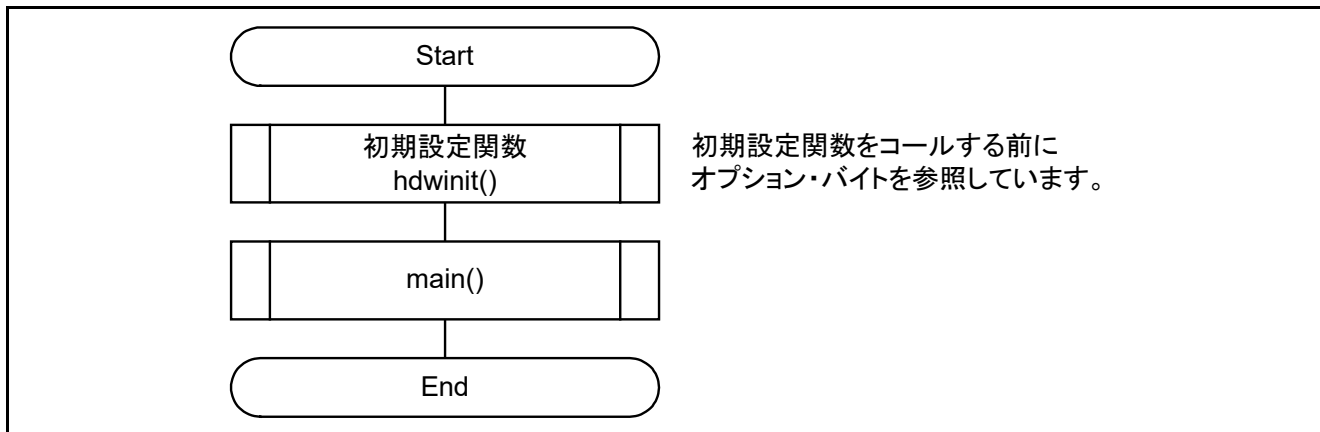 Start
初期設定関数
hdwinit()
初期設定関数をコールする前に
オプション・バイトを参照しています。
main()
End